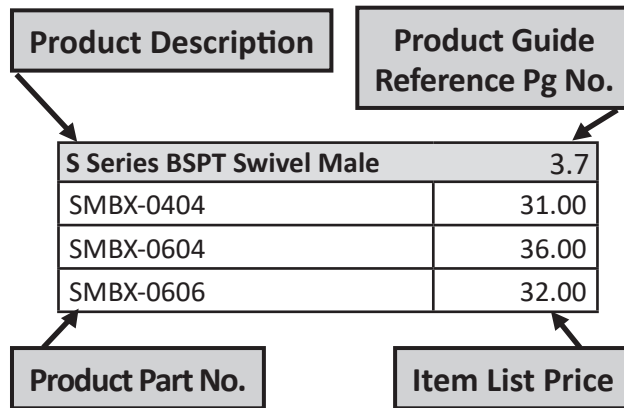 Product Description
Product Guide
Reference Pg No.
S Series BSPT Swivel Male 3.7
SMBX-0404 31.00
SMBX-0604 36.00
SMBX-0606 32.00
Product Part No.
Item List Price